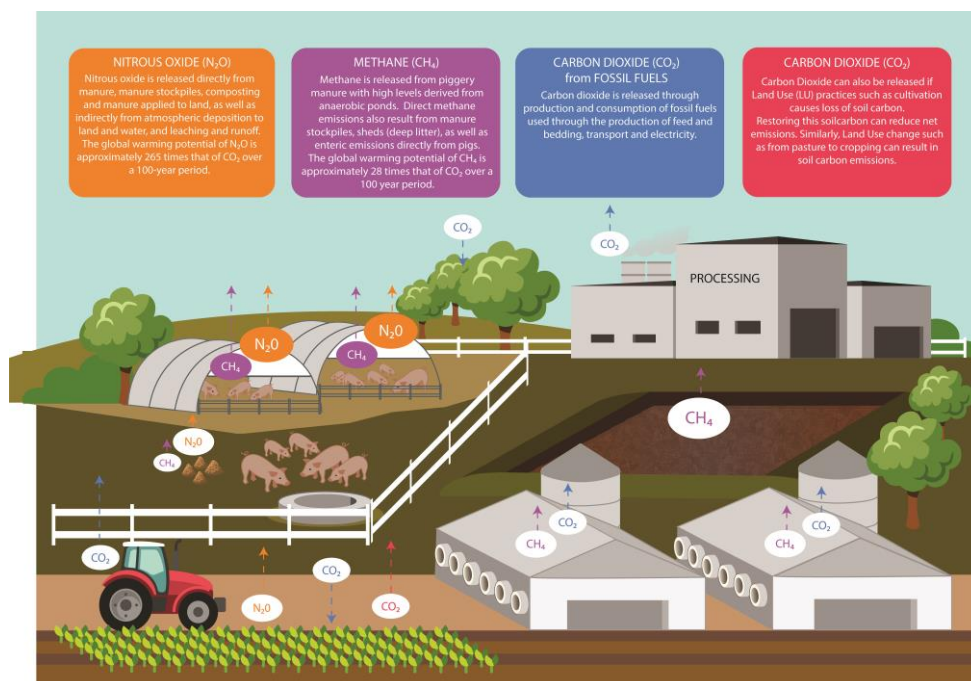 NITROUS OXIDE (N₂O)
Nitrous oxide is released directly from
manure, manure stockpiles, composting
and manure applied to land, as well as
indirectly from atmospheric deposition to
land and water, and leaching and runoff.
The global warming potential of N₂O is
approximately 265 times that of CO₂ over
a 100-year period.
METHANE (CH₄)
Methane is released from piggery
manure with high levels derived from
anaerobic ponds. Direct methane
emissions also result from manure
stockpiles, sheds (deep litter), as well as
enteric emissions directly from pigs.
The global warming potential of CH₄ is
approximately 28 times that of CO₂ over a
100 year period.
CARBON DIOXIDE (CO₂)
from FOSSIL FUELS
Carbon dioxide is released through
production and consumption of fossil fuels
used through the production of feed and
bedding, transport and electricity.
CARBON DIOXIDE (CO₂)
Carbon Dioxide can also be released if
Land Use (LU) practices such as cultivation
causes loss of soil carbon.
Restoring this soilcarbon can reduce net
emissions. Similarly, Land Use change such
as from pasture to cropping can result in
soil carbon emissions.
CO₂
CO₂
PROCESSING
N₂0
N₂0
CH₄
CH₄
CH₄
N₂0
CH₄
CO₂
CO₂
CH₄
CH₄
CO₂
CO₂
N₂0
CO₂